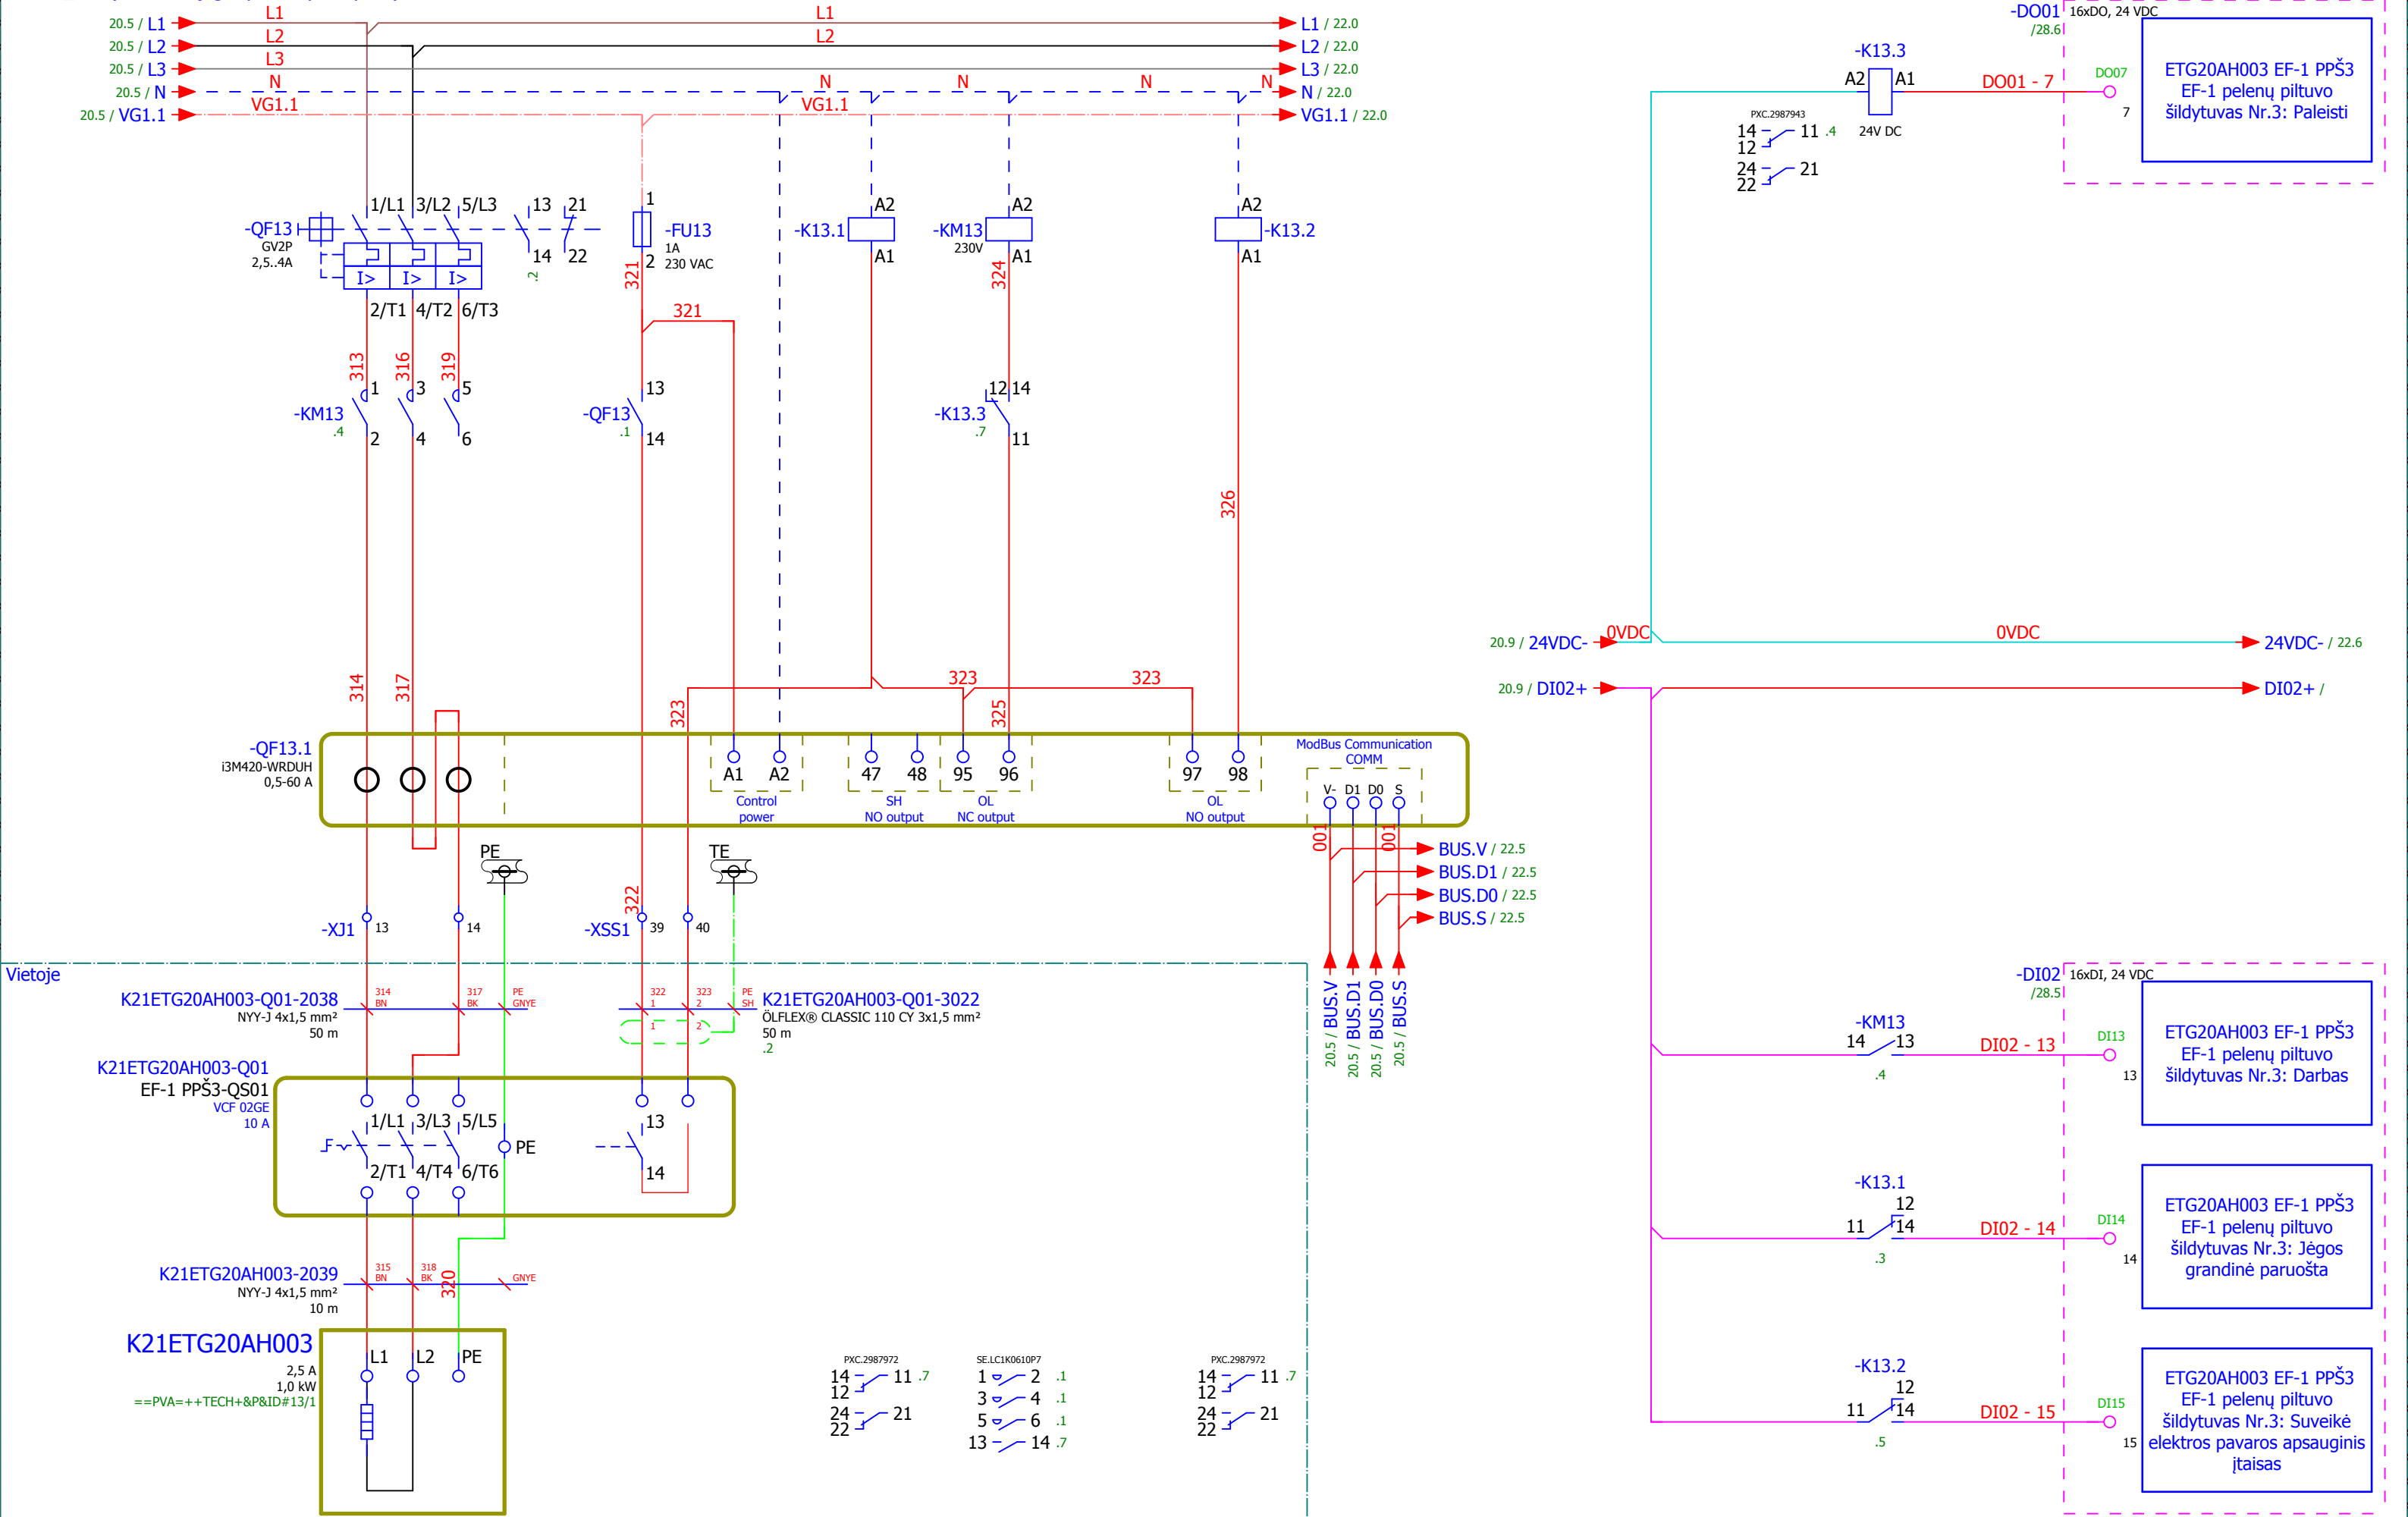 20.5 / L1 L1 L1 L1 / 22.0
20.5 / L2 L2 L2 L2 / 22.0
20.5 / L3 L3 L3 / 22.0
20.5 / N N N N N N N / 22.0
20.5 / VG1.1 VG1.1 VG1.1 VG1.1 / 22.0
-QF13
GV2P
2,5..4A
1/L1 3/L2 5/L3
13 21
14 22
.2
I> I> I>
2/T1 4/T2 6/T3
1
-FU13
1A
230 VAC
2
321
321
A2
-K13.1
A1
A2
-KM13
230V
A1
324
A2
-K13.2
A1
313 316 319
-KM13
.4
1 3 5
2 4 6
-QF13
.1
13
14
-K13.3
.7
12 14
11
326
314 317
323 323 323
325
-QF13.1
i3M420-WRDUH
0,5-60 A
A1 A2
Control
power
47 48
SH
NO output
95 96
OL
NC output
97 98
OL
NO output
ModBus Communication
COMM
V- D1 D0 S
001 001
BUS.V / 22.5
BUS.D1 / 22.5
BUS.D0 / 22.5
BUS.S / 22.5
20.5 / BUS.V
20.5 / BUS.D1
20.5 / BUS.D0
20.5 / BUS.S
PE
TE
322
-XJ1 13 14
-XSS1 39 40
Vietoje
K21ETG20AH003-Q01-2038
NYY-J 4x1,5 mm²
50 m
314
BN
317
BK
PE
GNYE
322
1
323
2
PE
SH
1 2
K21ETG20AH003-Q01-3022
ÖLFLEX® CLASSIC 110 CY 3x1,5 mm²
50 m
.2
K21ETG20AH003-Q01
EF-1 PPŠ3-QS01
VCF 02GE
10 A
1/L1 3/L3 5/L5
2/T1 4/T4 6/T6
PE
13
14
K21ETG20AH003-2039
NYY-J 4x1,5 mm²
10 m
315
BN
318
BK
320
GNYE
K21ETG20AH003
2,5 A
1,0 kW
==PVA=++TECH+&P&ID#13/1
L1 L2 PE
PXC.2987972
14 11 .7
12
24 21
22
SE.LC1K0610P7
1 2 .1
3 4 .1
5 6 .1
13 14 .7
PXC.2987972
14 11 .7
12
24 21
22
-K13.3
A2 A1
24V DC
PXC.2987943
14 11 .4
12
24 21
22
DO01 - 7
-DO01
/28.6
16xDO, 24 VDC
DO07
7
ETG20AH003 EF-1 PPŠ3
EF-1 pelenų piltuvo
šildytuvas Nr.3: Paleisti
20.9 / 24VDC- 0VDC 0VDC 24VDC- / 22.6
20.9 / DI02+ DI02+ /
-DI02
/28.5
16xDI, 24 VDC
-KM13
14 13
.4
DI02 - 13
DI13
13
ETG20AH003 EF-1 PPŠ3
EF-1 pelenų piltuvo
šildytuvas Nr.3: Darbas
-K13.1
12
11 14
.3
DI02 - 14
DI14
14
ETG20AH003 EF-1 PPŠ3
EF-1 pelenų piltuvo
šildytuvas Nr.3: Jėgos
grandinė paruošta
-K13.2
12
11 14
.5
DI02 - 15
DI15
15
ETG20AH003 EF-1 PPŠ3
EF-1 pelenų piltuvo
šildytuvas Nr.3: Suveikė
elektros pavaros apsauginis
įtaisas